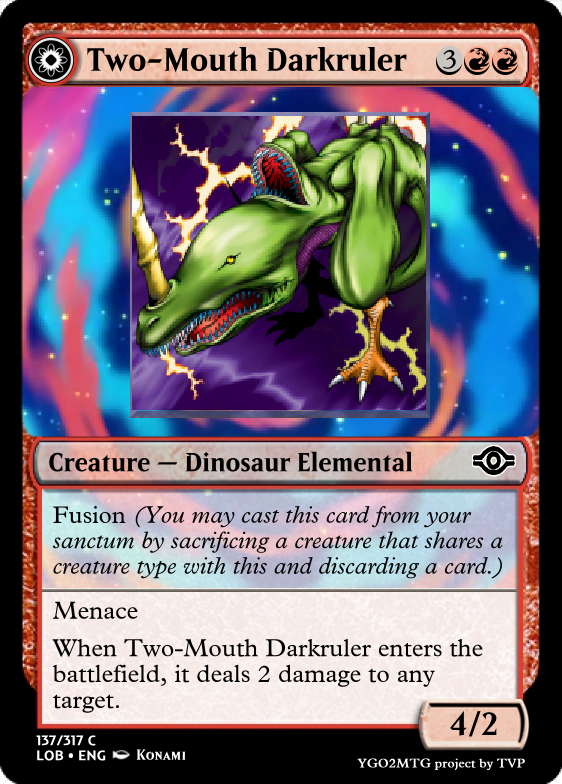 Two-Mouth Darkruler 3
Creature — Dinosaur Elemental
Fusion (You may cast this card from your
sanctum by sacrificing a creature that shares a
creature type with this and discarding a card.)
Menace
When Two-Mouth Darkruler enters the
battlefield, it deals 2 damage to any
target.
4/2
137/317 C
LOB • ENG Konami
YGO2MTG project by TVP